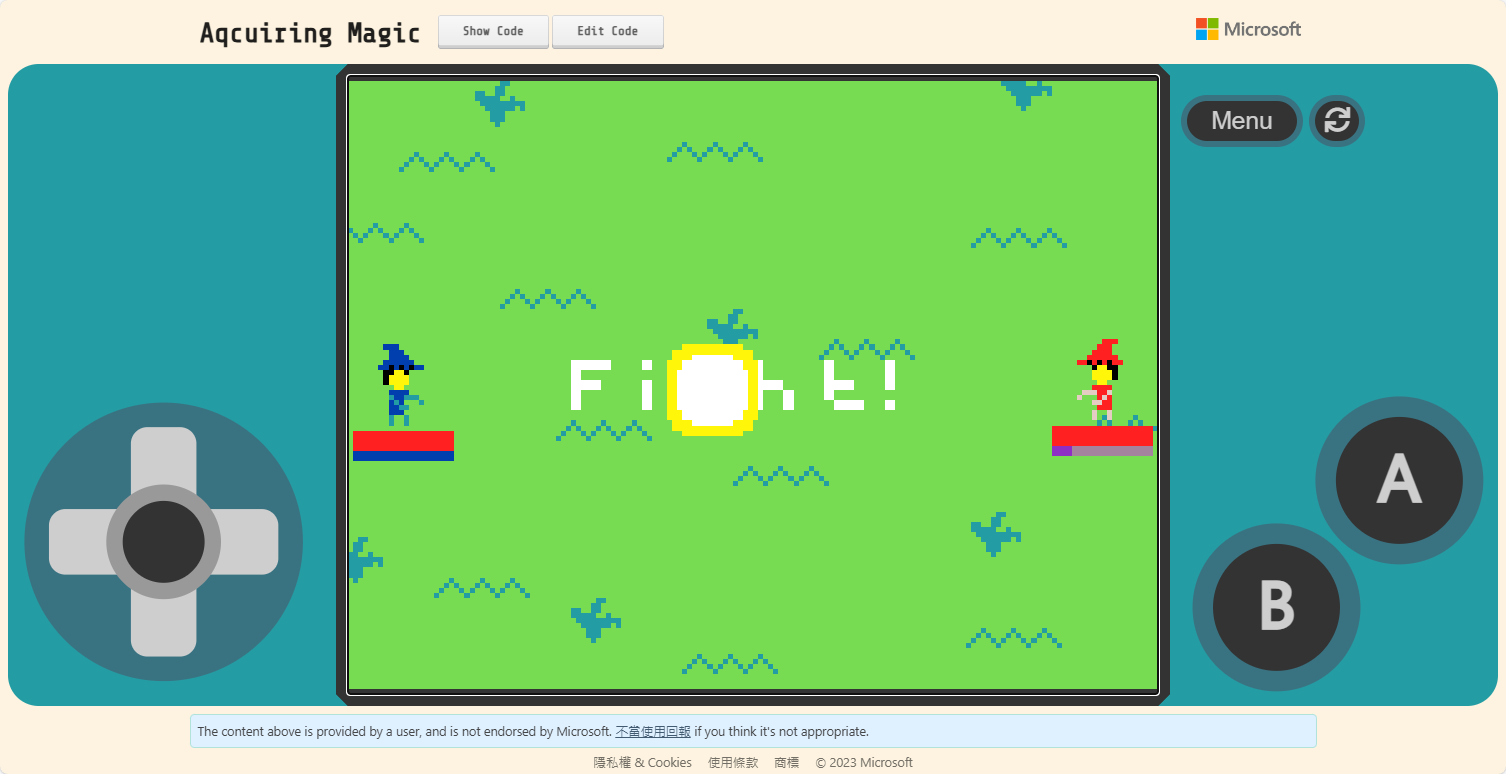 Aqcuiring Magic
Show Code
Edit Code
Microsoft
Menu
Fi ht!
A
B
The content above is provided by a user, and is not endorsed by Microsoft. 不當使用回報 if you think it's not appropriate.
隱私權 & Cookies 使用條款 商標 © 2023 Microsoft